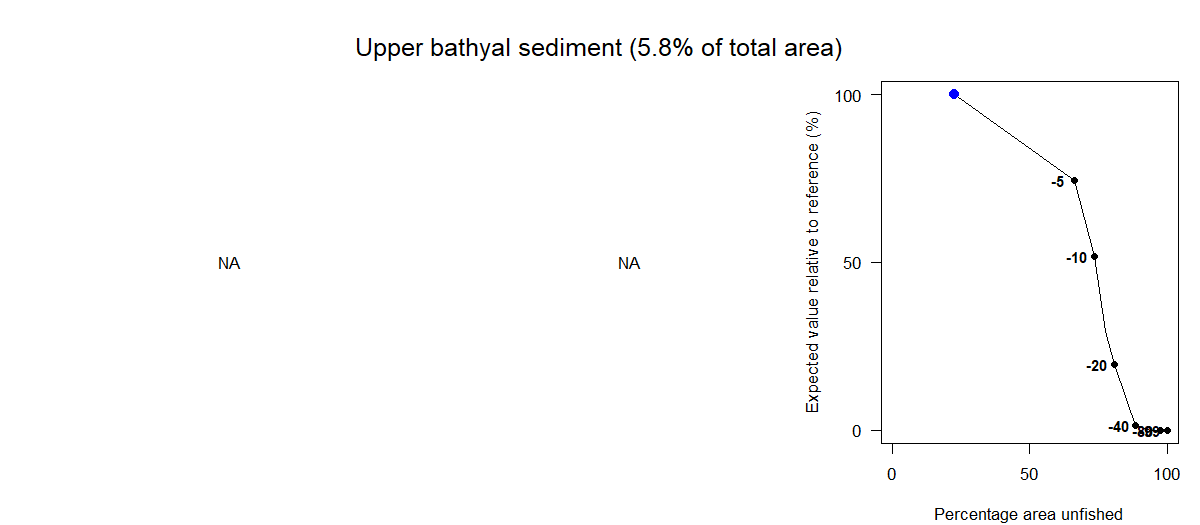 Upper bathyal sediment (5.8% of total area)
NA
NA
Expected value relative to reference (%)
100
50
0
-5
-10
-20
-40
0
50
100
Percentage area unfished